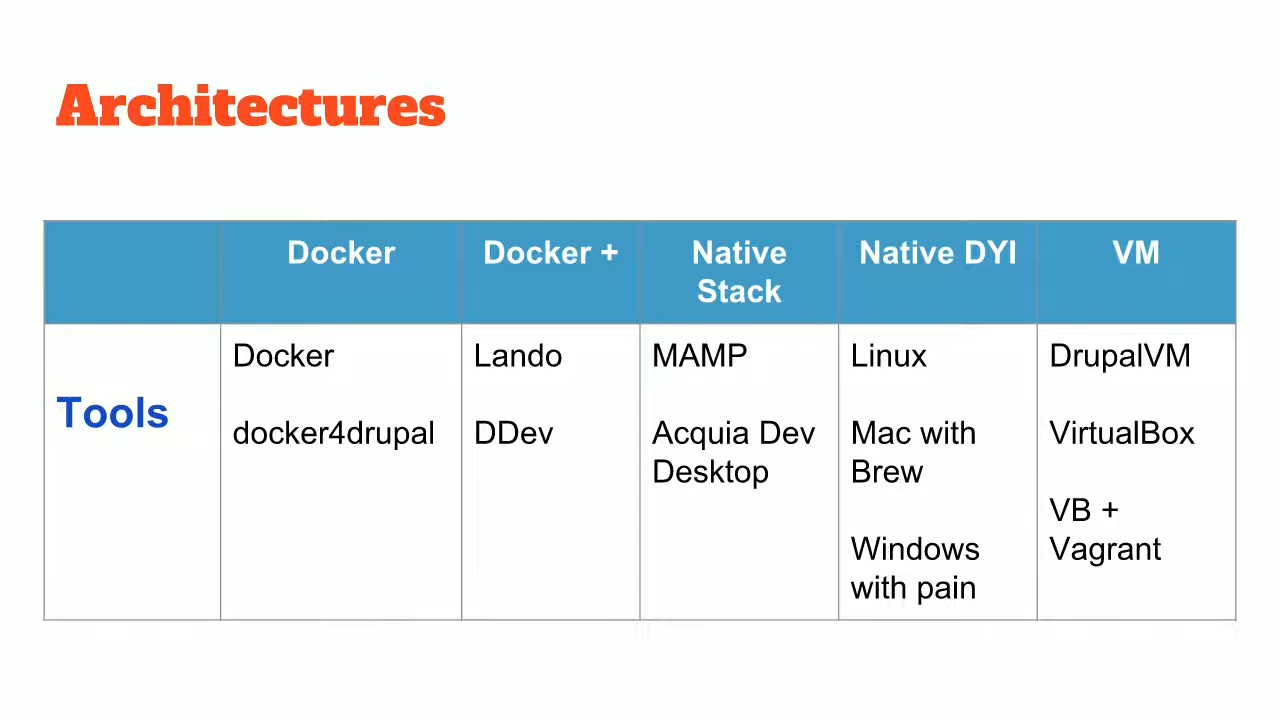 Architectures
Docker
Docker +
Native
Stack
Native DYI
VM
Tools
Docker
docker4drupal
Lando
DDev
MAMP
Acquia Dev
Desktop
Linux
Mac with
Brew
Windows
with pain
DrupalVM
VirtualBox
VB +
Vagrant